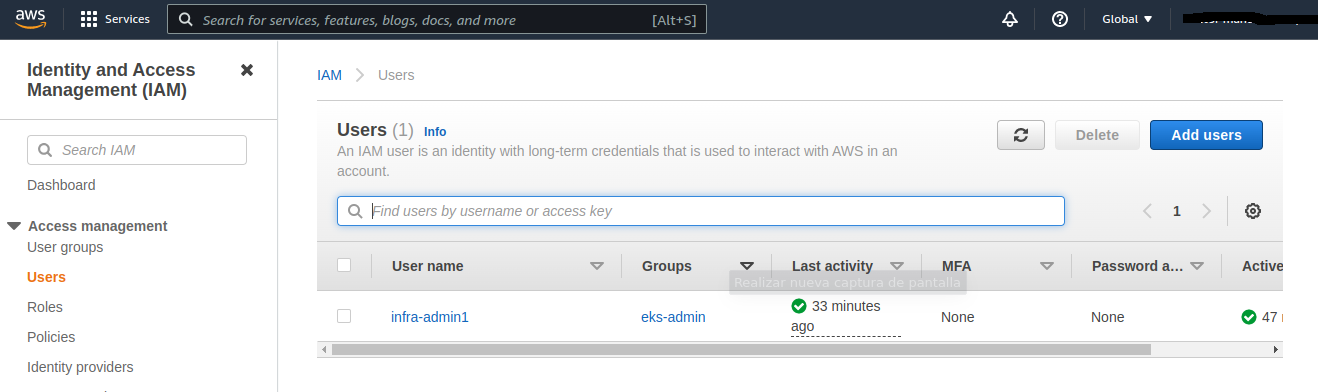 aws Services Search for services, features, blogs, docs, and more [Alt+S] Global
Identity and Access
Management (IAM)
Search IAM
Dashboard
Access management
User groups
Users
Roles
Policies
Identity providers
IAM Users
Users (1) Info
Delete Add users
An IAM user is an identity with long-term credentials that is used to interact with AWS in an
account.
Find users by username or access key
1
User name Groups Last activity MFA Password a... Active
Realizar nueva captura de pantalla
infra-admin1 eks-admin 33 minutes
ago
None None 47